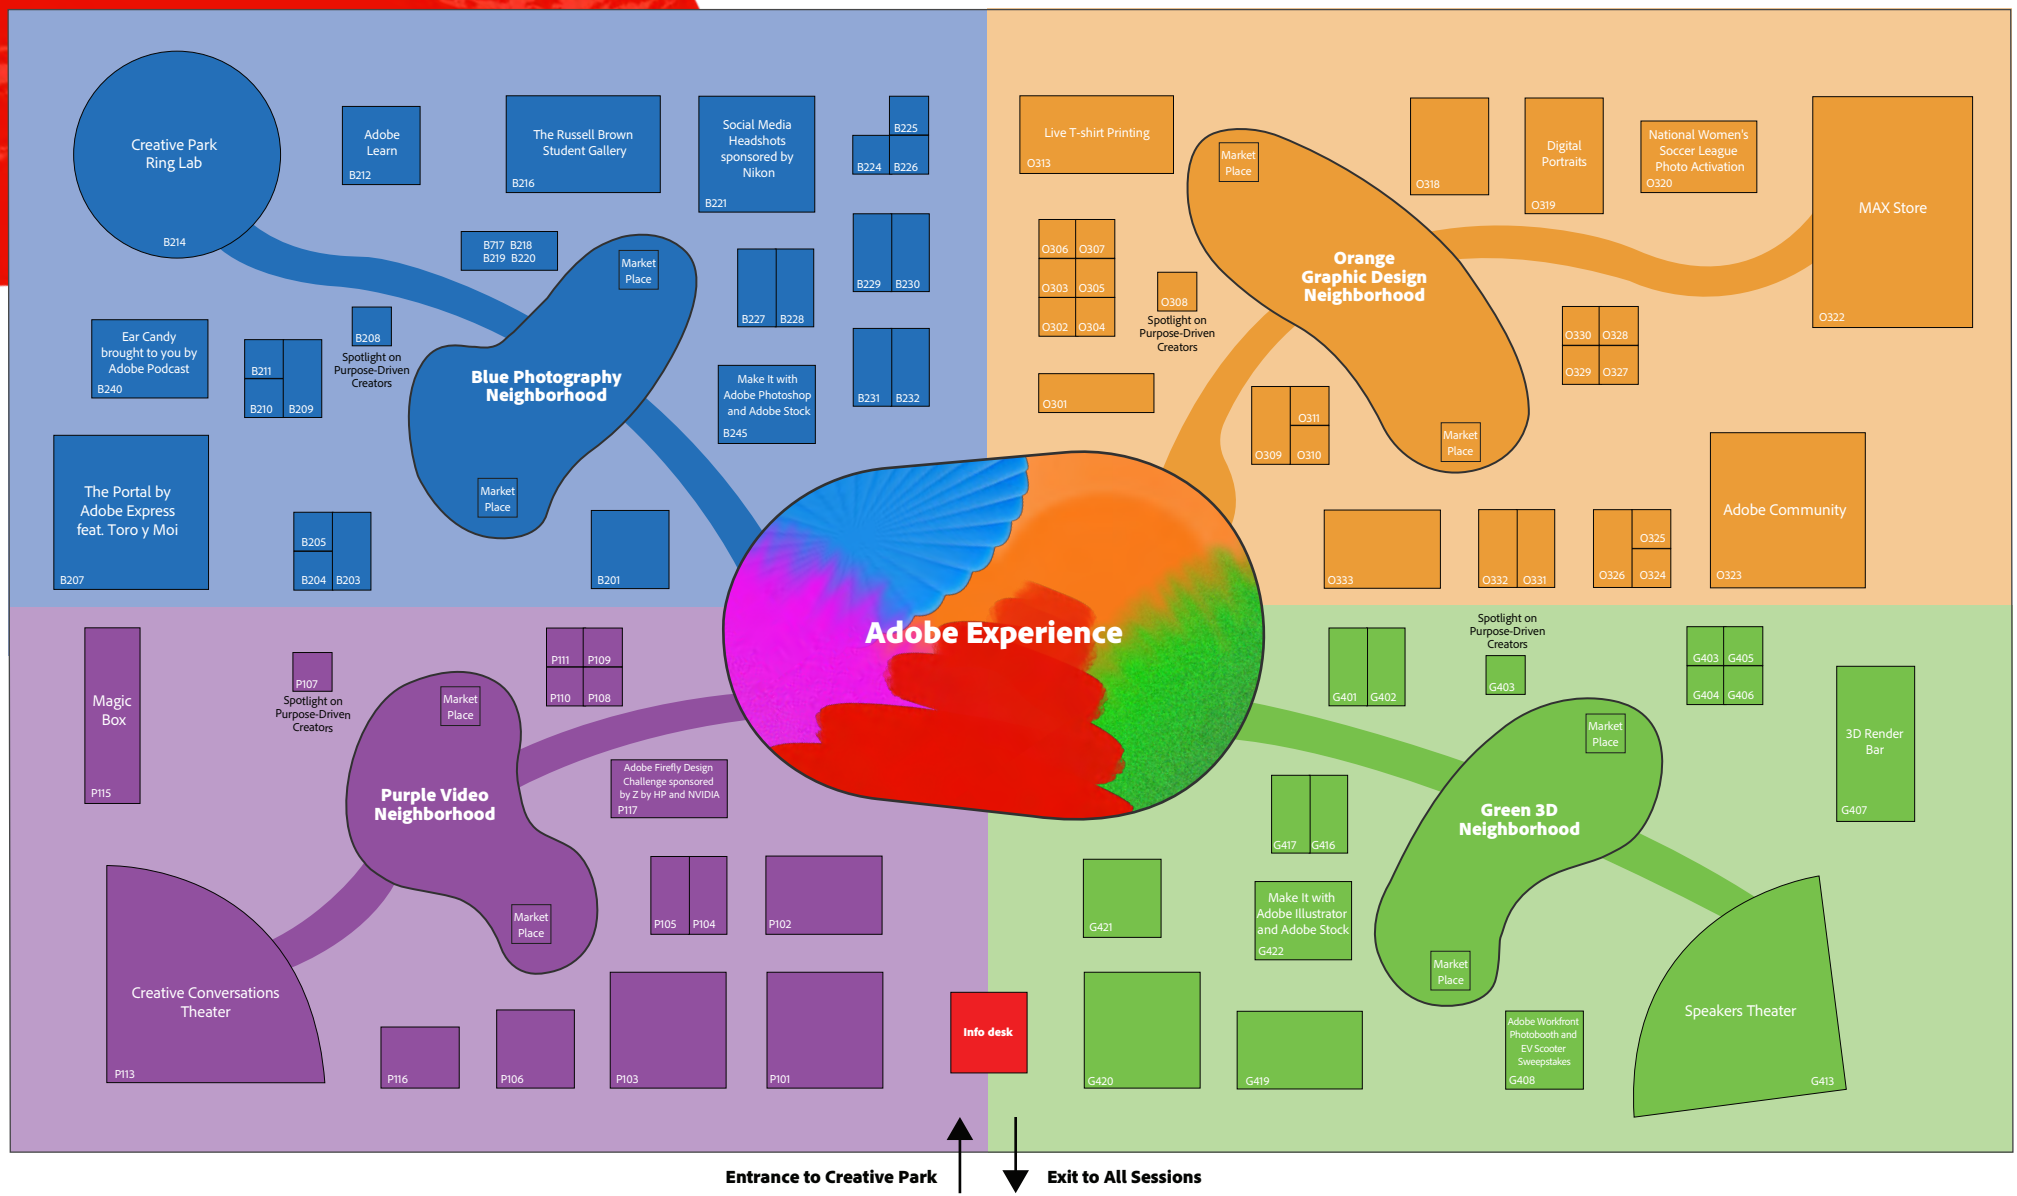 Creative Park
Ring Lab
B214
Adobe
Learn
B212
The Russell Brown
Student Gallery
B216
Social Media
Headshots
sponsored by
Nikon
B221
B225
B224 B226
B717 B218
B219 B220
Market
Place
B227 B228
B229 B230
B208
Spotlight on
Purpose-Driven
Creators
Ear Candy
brought to you by
Adobe Podcast
B240
B211
B210 B209
Blue Photography
Neighborhood
Make It with
Adobe Photoshop
and Adobe Stock
B245
B231 B232
The Portal by
Adobe Express
feat. Toro y Moi
B207
B205
B204 B203
Market
Place
B201
Live T-shirt Printing
O313
Market
Place
O318
Digital
Portraits
O319
National Women's
Soccer League
Photo Activation
O320
MAX Store
O322
O306 O307
O303 O305
O302 O304
O308
Spotlight on
Purpose-Driven
Creators
Orange
Graphic Design
Neighborhood
O330 O328
O329 O327
O301
O311
O309 O310
Market
Place
O333
O332 O331
O325
O326 O324
Adobe Community
O323
Adobe Experience
Magic
Box
P115
P107
Spotlight on
Purpose-Driven
Creators
P111 P109
P110 P108
Market
Place
Purple Video
Neighborhood
Adobe Firefly Design
Challenge sponsored
by Z by HP and NVIDIA
P117
P105 P104
P102
Market
Place
Creative Conversations
Theater
P113
P116
P106
P103
P101
Info desk
G401 G402
Spotlight on
Purpose-Driven
Creators
G403
G403 G405
G404 G406
Market
Place
3D Render
Bar
G407
Green 3D
Neighborhood
G417 G416
G421
Make It with
Adobe Illustrator
and Adobe Stock
G422
Market
Place
G420
G419
Adobe Workfront
Photobooth and
EV Scooter
Sweepstakes
G408
Speakers Theater
G413
Entrance to Creative Park
Exit to All Sessions